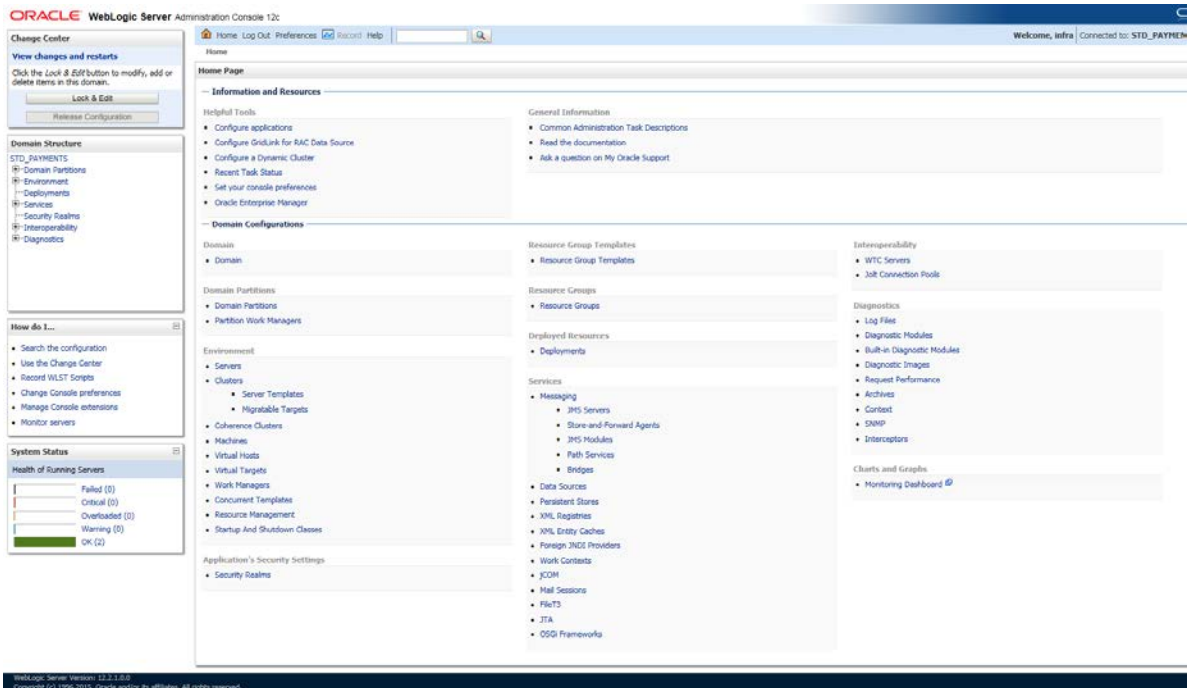 ORACLE WebLogic Server Administration Console 12c
Change Center
View changes and restarts
Click the Lock & Edit button to modify, add or
delete items in this domain.
Lock & Edit
Release Configuration
Domain Structure
STD_PAYMENTS
Domain Partitions
Environment
Deployments
Services
Security Realms
Interoperability
Diagnostics
How do I...
Search the configuration
Use the Change Center
Record WLST Scripts
Change Console preferences
Manage Console extensions
Monitor servers
System Status
Health of Running Servers
Failed (0)
Critical (0)
Overloaded (0)
Warning (0)
OK (2)
Home Log Out Preferences Record Help
Welcome, infra Connected to: STD_PAYMEN
Home
Home Page
Information and Resources
Helpful Tools
Configure applications
Configure GridLink for RAC Data Source
Configure a Dynamic Cluster
Recent Task Status
Set your console preferences
Oracle Enterprise Manager
General Information
Common Administration Task Descriptions
Read the documentation
Ask a question on My Oracle Support
Domain Configurations
Domain
Domain
Domain Partitions
Domain Partitions
Partition Work Managers
Environment
Servers
Clusters
Server Templates
Migratable Targets
Coherence Clusters
Machines
Virtual Hosts
Virtual Targets
Work Managers
Concurrent Templates
Resource Management
Startup And Shutdown Classes
Application's Security Settings
Security Realms
Resource Group Templates
Resource Group Templates
Resource Groups
Resource Groups
Deployed Resources
Deployments
Services
Messaging
JMS Servers
Store-and-Forward Agents
JMS Modules
Path Services
Bridges
Data Sources
Persistent Stores
XML Registries
XML Entity Caches
Foreign JNDI Providers
Work Contexts
jCOM
Mail Sessions
FileT3
JTA
OSGi Frameworks
Interoperability
WTC Servers
Jolt Connection Pools
Diagnostics
Log Files
Diagnostic Modules
Built-in Diagnostic Modules
Diagnostic Images
Request Performance
Archives
Context
SNMP
Interceptors
Charts and Graphs
Monitoring Dashboard
WebLogic Server Version: 12.2.1.0.0
Copyright (c) 1996,2015, Oracle and/or its affiliates. All rights reserved.